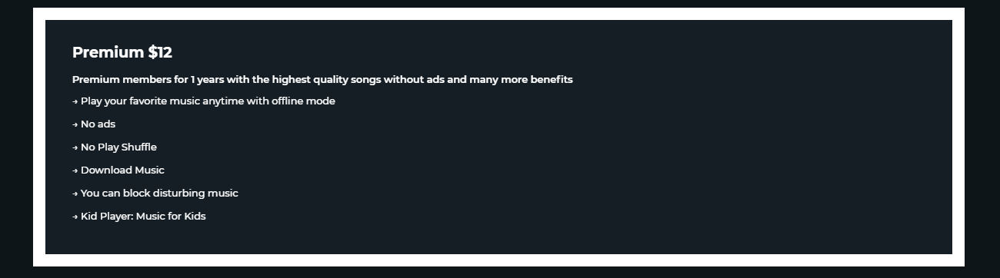 Premium $12
Premium members for 1 years with the highest quality songs without ads and many more benefits
→ Play your favorite music anytime with offline mode
→ No ads
→ No Play Shuffle
→ Download Music
→ You can block disturbing music
→ Kid Player: Music for Kids